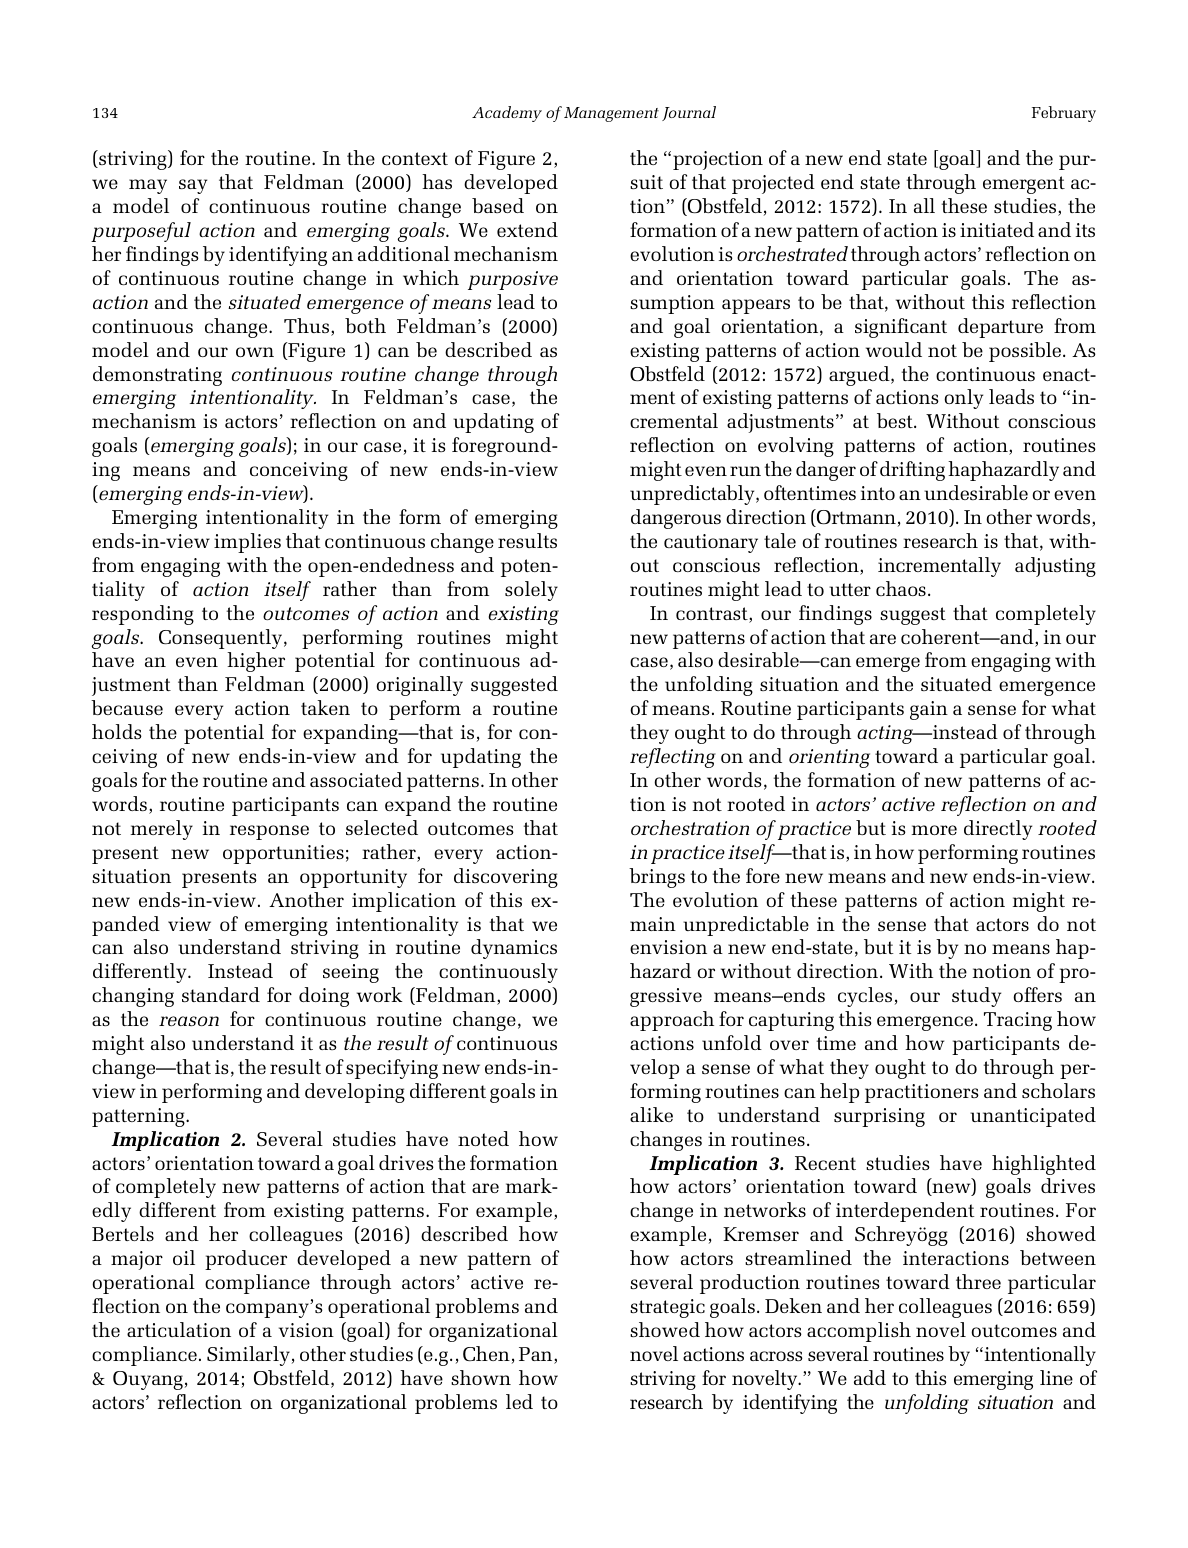 134
Academy of Management Journal
February
(striving) for the routine. In the context of Figure 2,
we may say that Feldman (2000) has developed
a model of continuous routine change based on
purposeful action and emerging goals. We extend
her findings by identifying an additional mechanism
of continuous routine change in which purposive
action and the situated emergence of means lead to
continuous change. Thus, both Feldman’s (2000)
model and our own (Figure 1) can be described as
demonstrating continuous routine change through
emerging intentionality. In Feldman’s case, the
mechanism is actors’ reflection on and updating of
goals (emerging goals); in our case, it is foreground-
ing means and conceiving of new ends-in-view
(emerging ends-in-view).
Emerging intentionality in the form of emerging
ends-in-view implies that continuous change results
from engaging with the open-endedness and poten-
tiality of action itself rather than from solely
responding to the outcomes of action and existing
goals. Consequently, performing routines might
have an even higher potential for continuous ad-
justment than Feldman (2000) originally suggested
because every action taken to perform a routine
holds the potential for expanding—that is, for con-
ceiving of new ends-in-view and for updating the
goals for the routine and associated patterns. In other
words, routine participants can expand the routine
not merely in response to selected outcomes that
present new opportunities; rather, every action-
situation presents an opportunity for discovering
new ends-in-view. Another implication of this ex-
panded view of emerging intentionality is that we
can also understand striving in routine dynamics
differently. Instead of seeing the continuously
changing standard for doing work (Feldman, 2000)
as the reason for continuous routine change, we
might also understand it as the result of continuous
change—that is, the result of specifying new ends-in-
view in performing and developing different goals in
patterning.
Implication 2. Several studies have noted how
actors’ orientation toward a goal drives the formation
of completely new patterns of action that are mark-
edly different from existing patterns. For example,
Bertels and her colleagues (2016) described how
a major oil producer developed a new pattern of
operational compliance through actors’ active re-
flection on the company’s operational problems and
the articulation of a vision (goal) for organizational
compliance. Similarly, other studies (e.g., Chen, Pan,
& Ouyang, 2014; Obstfeld, 2012) have shown how
actors’ reflection on organizational problems led to
the “projection of a new end state [goal] and the pur-
suit of that projected end state through emergent ac-
tion” (Obstfeld, 2012: 1572). In all these studies, the
formation of a new pattern of action is initiated and its
evolution is orchestrated through actors’ reflection on
and orientation toward particular goals. The as-
sumption appears to be that, without this reflection
and goal orientation, a significant departure from
existing patterns of action would not be possible. As
Obstfeld (2012: 1572) argued, the continuous enact-
ment of existing patterns of actions only leads to “in-
cremental adjustments” at best. Without conscious
reflection on evolving patterns of action, routines
might even run the danger of drifting haphazardly and
unpredictably, oftentimes into an undesirable or even
dangerous direction (Ortmann, 2010). In other words,
the cautionary tale of routines research is that, with-
out conscious reflection, incrementally adjusting
routines might lead to utter chaos.
In contrast, our findings suggest that completely
new patterns of action that are coherent—and, in our
case, also desirable—can emerge from engaging with
the unfolding situation and the situated emergence
of means. Routine participants gain a sense for what
they ought to do through acting—instead of through
reflecting on and orienting toward a particular goal.
In other words, the formation of new patterns of ac-
tion is not rooted in actors’ active reflection on and
orchestration of practice but is more directly rooted
in practice itself—that is, in how performing routines
brings to the fore new means and new ends-in-view.
The evolution of these patterns of action might re-
main unpredictable in the sense that actors do not
envision a new end-state, but it is by no means hap-
hazard or without direction. With the notion of pro-
gressive means–ends cycles, our study offers an
approach for capturing this emergence. Tracing how
actions unfold over time and how participants de-
velop a sense of what they ought to do through per-
forming routines can help practitioners and scholars
alike to understand surprising or unanticipated
changes in routines.
Implication 3. Recent studies have highlighted
how actors’ orientation toward (new) goals drives
change in networks of interdependent routines. For
example, Kremser and Schreyögg (2016) showed
how actors streamlined the interactions between
several production routines toward three particular
strategic goals. Deken and her colleagues (2016: 659)
showed how actors accomplish novel outcomes and
novel actions across several routines by “intentionally
striving for novelty.” We add to this emerging line of
research by identifying the unfolding situation and